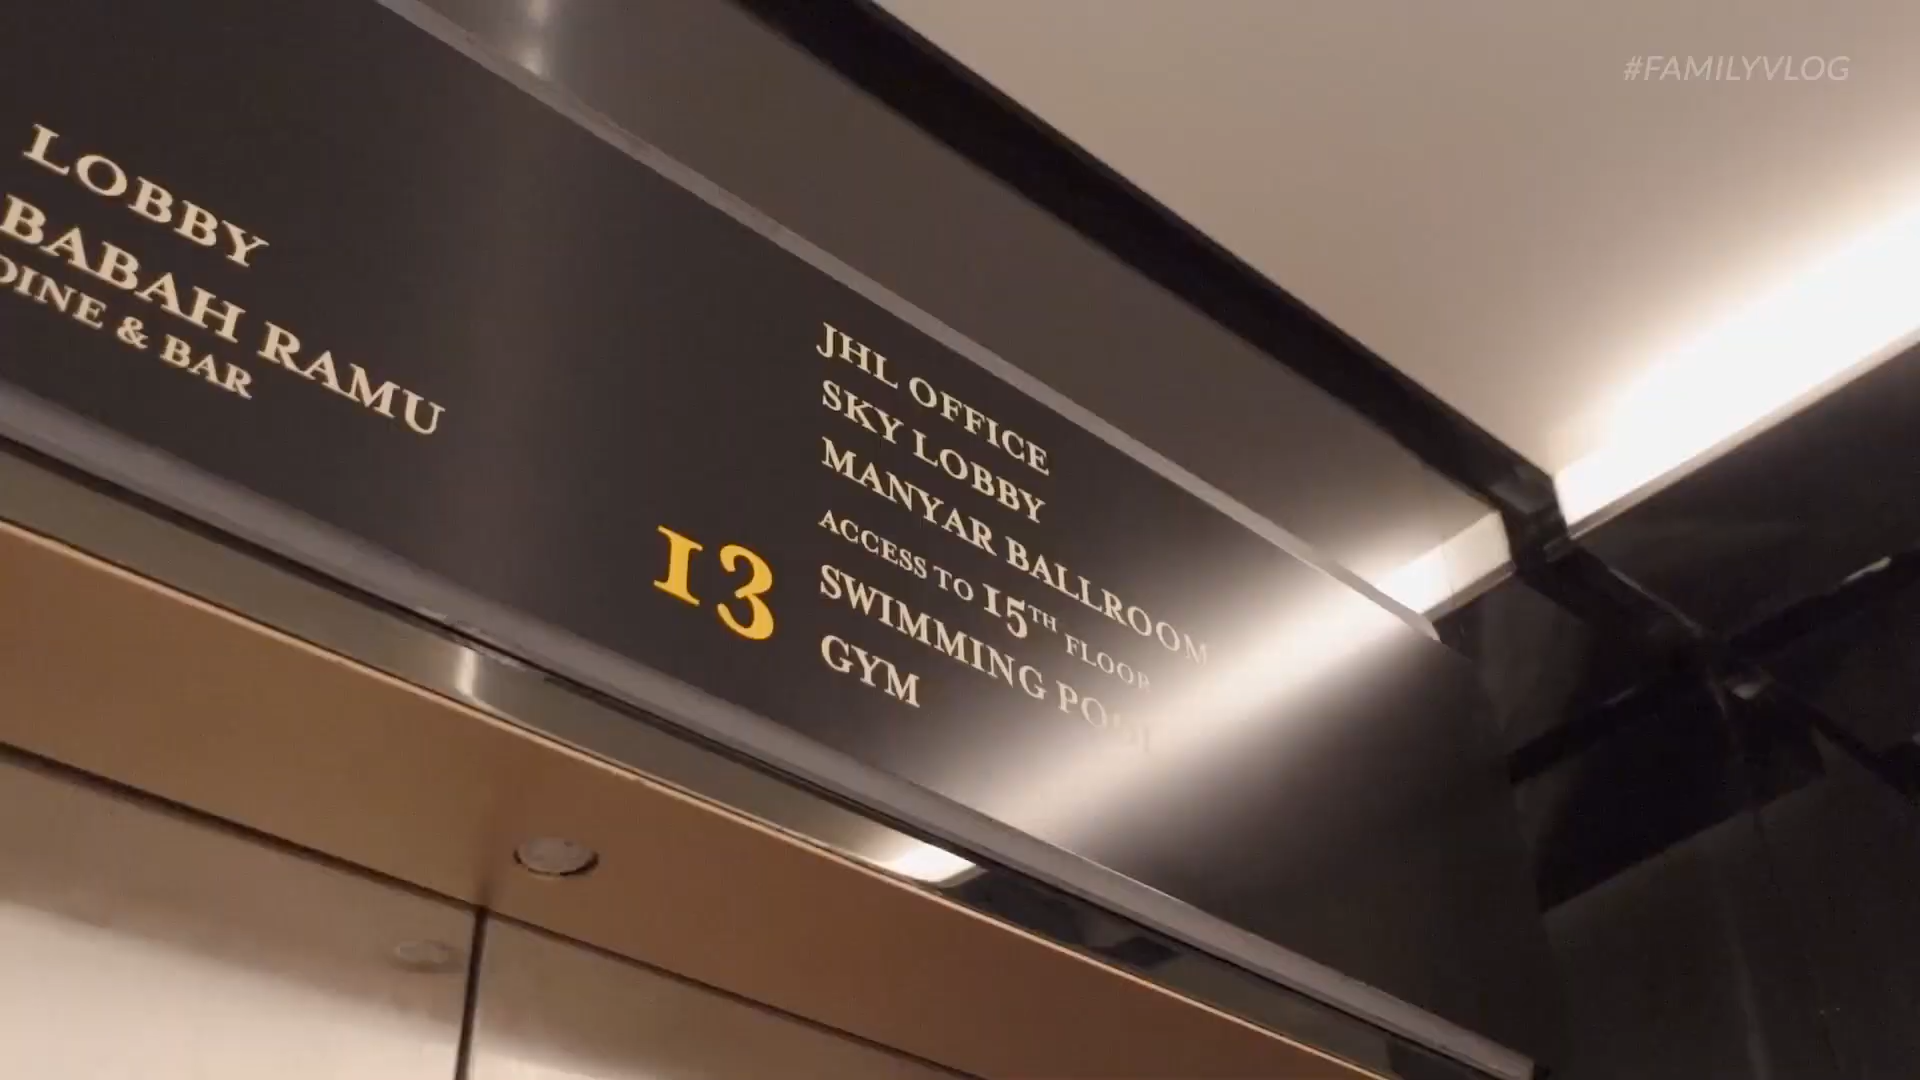 #FAMILYVLOG
LOBBY
BABAH RAMU
DINE & BAR
13
JHL OFFICE
SKY LOBBY
MANYAR BALLROOM
ACCESS TO 15TH FLOOR
SWIMMING POOL
GYM